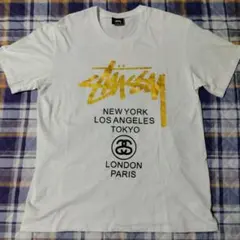 Stüssy
NEW YORK
LOS ANGELES
TOKYO
LONDON
PARIS